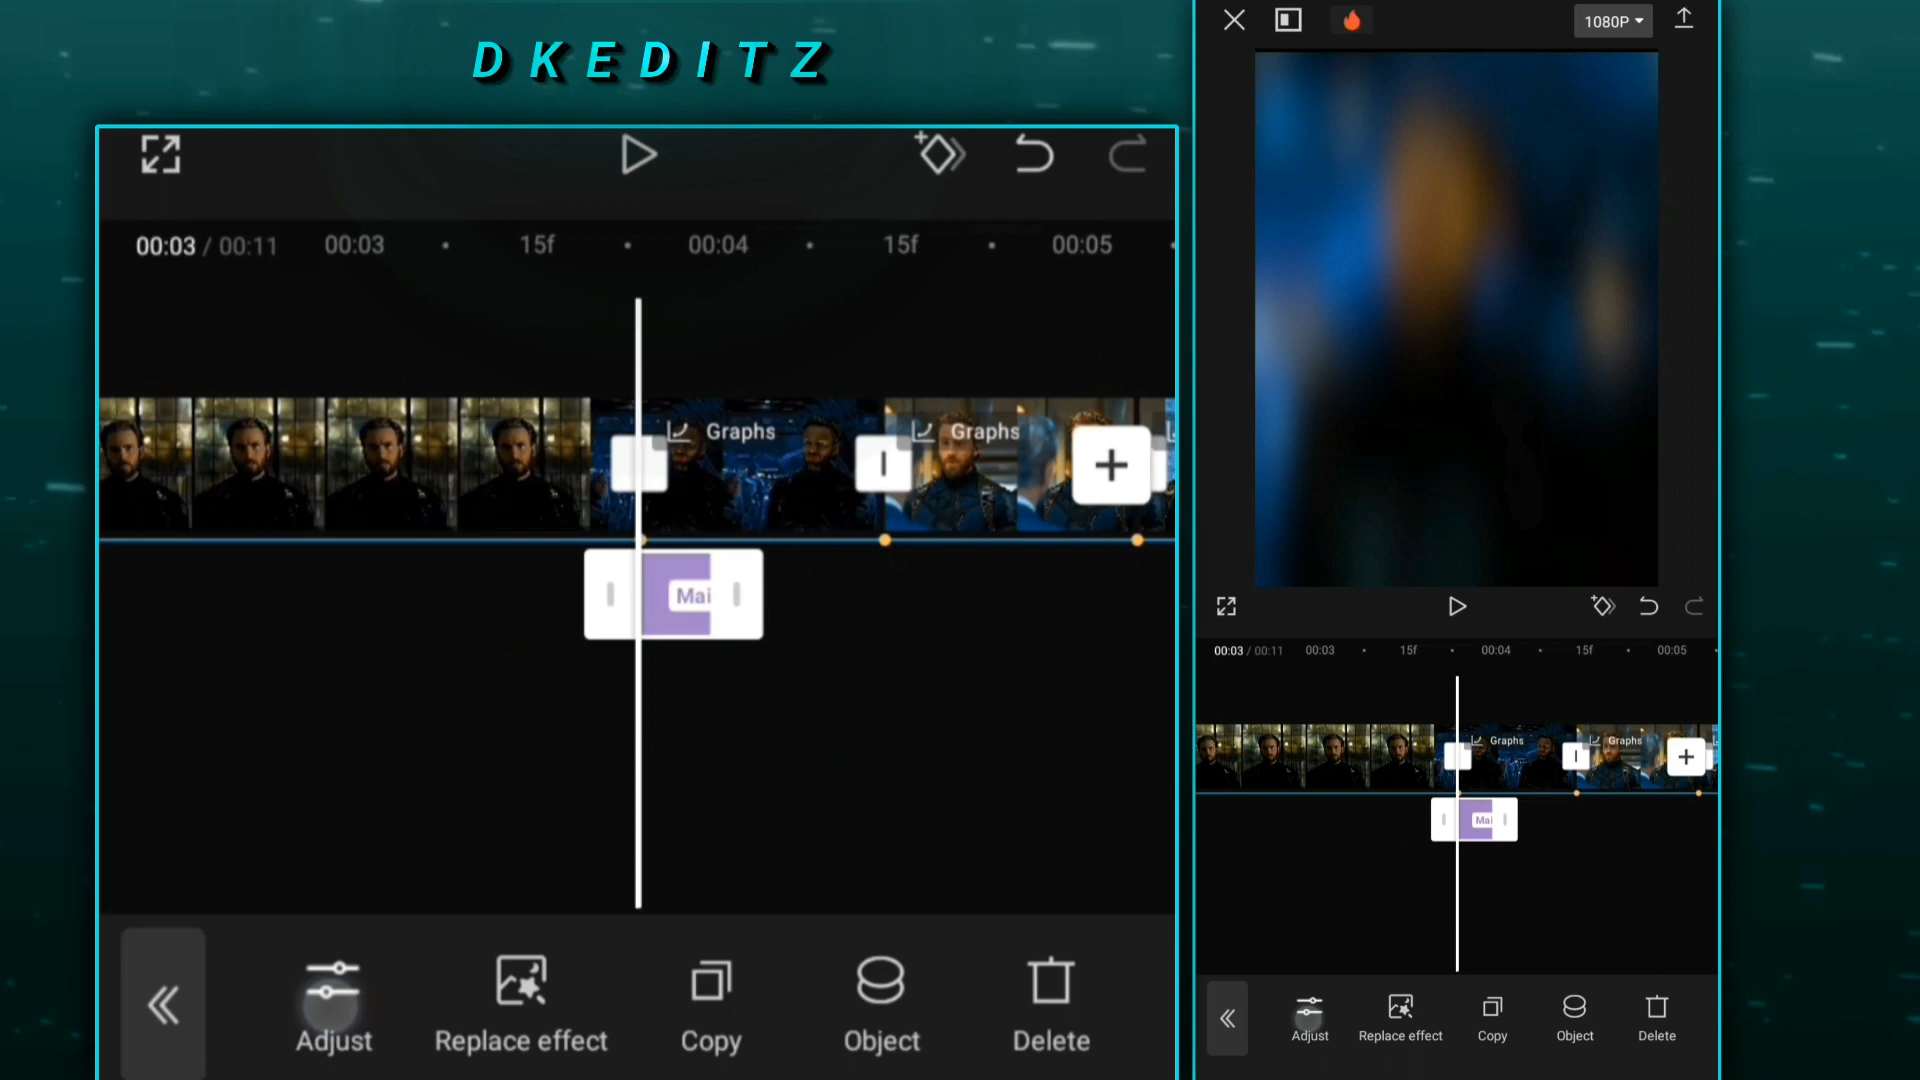 DKEDITZ
00:03 / 00:11 00:03 15f 00:04 15f 00:05
Graphs Graphs
Mai
Adjust Replace effect Copy Object Delete
1080P
00:03 / 00:11 00:03 15f 00:04 15f 00:05
Graphs Graphs
Mai
Adjust Replace effect Copy Object Delete